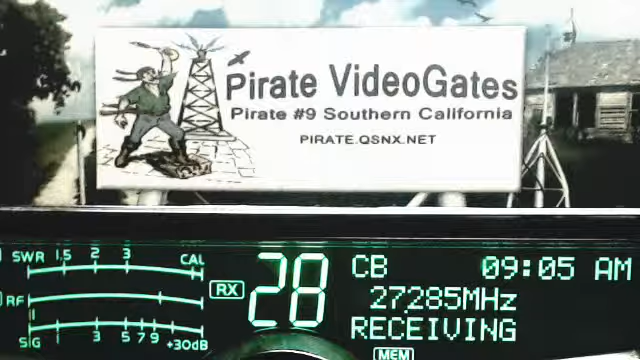 Pirate VideoGates
Pirate #9 Southern California
PIRATE.QSNX.NET
SWR 1,5 2 3 CAL
RF
SIG 1 3 5 7 9 +30dB
RX
28
CB 09:05 AM
27285MHz
RECEIVING
MEM